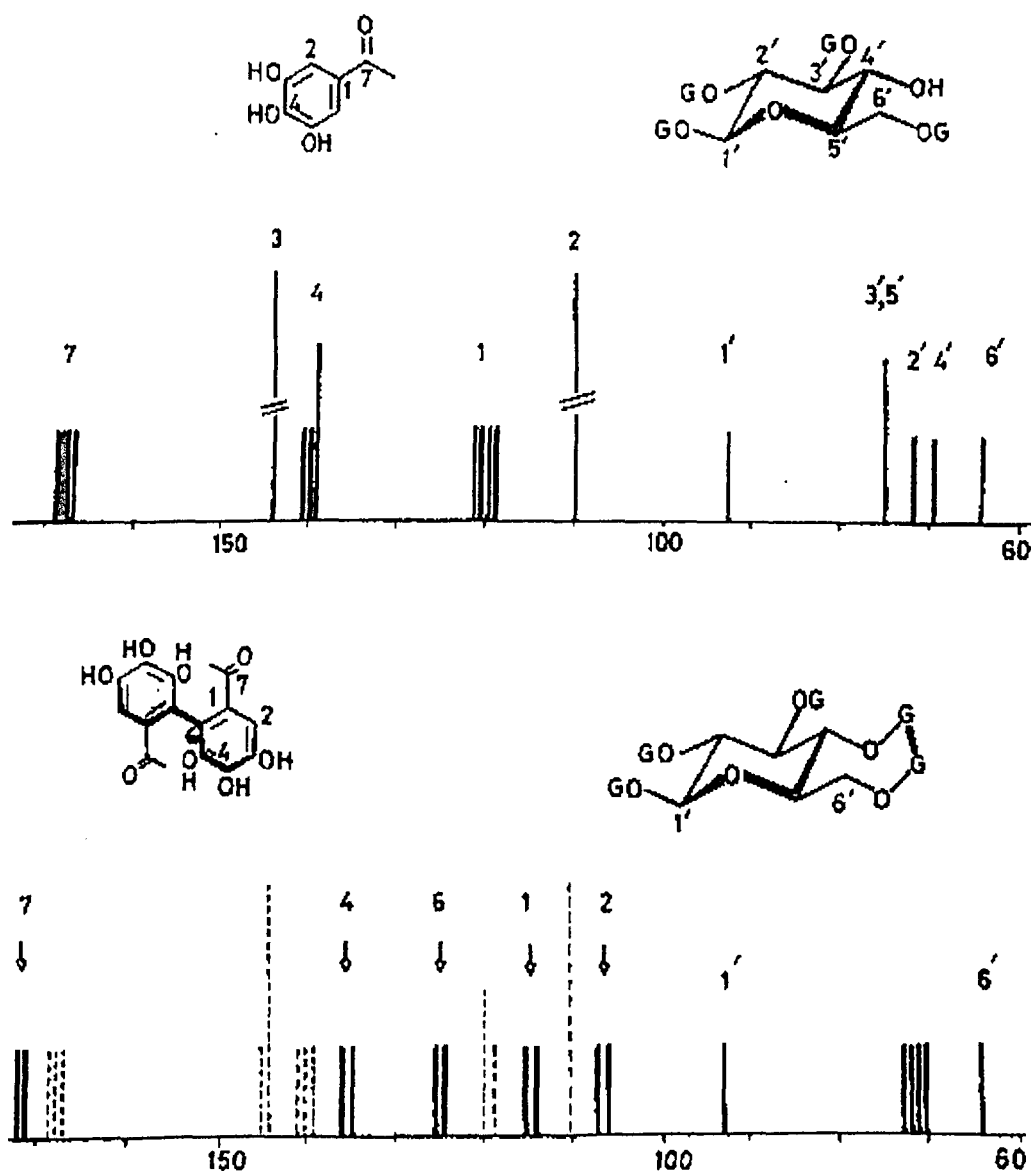 O
2 7
HO 1
HO 4
OH
GO 4′
2′ 3′ OH
GO O 6′
GO 5′ OG
1′
3
2
4
3′,5′
7 1 1′ 2′ 4′ 6′
150 100 60
HO H O
HO O 7
1 2
O 4 OH
O H OH
OG G
GO O
O G
GO 6′ O
1′
7 4 6 1 2
1′ 6′
150 100 60